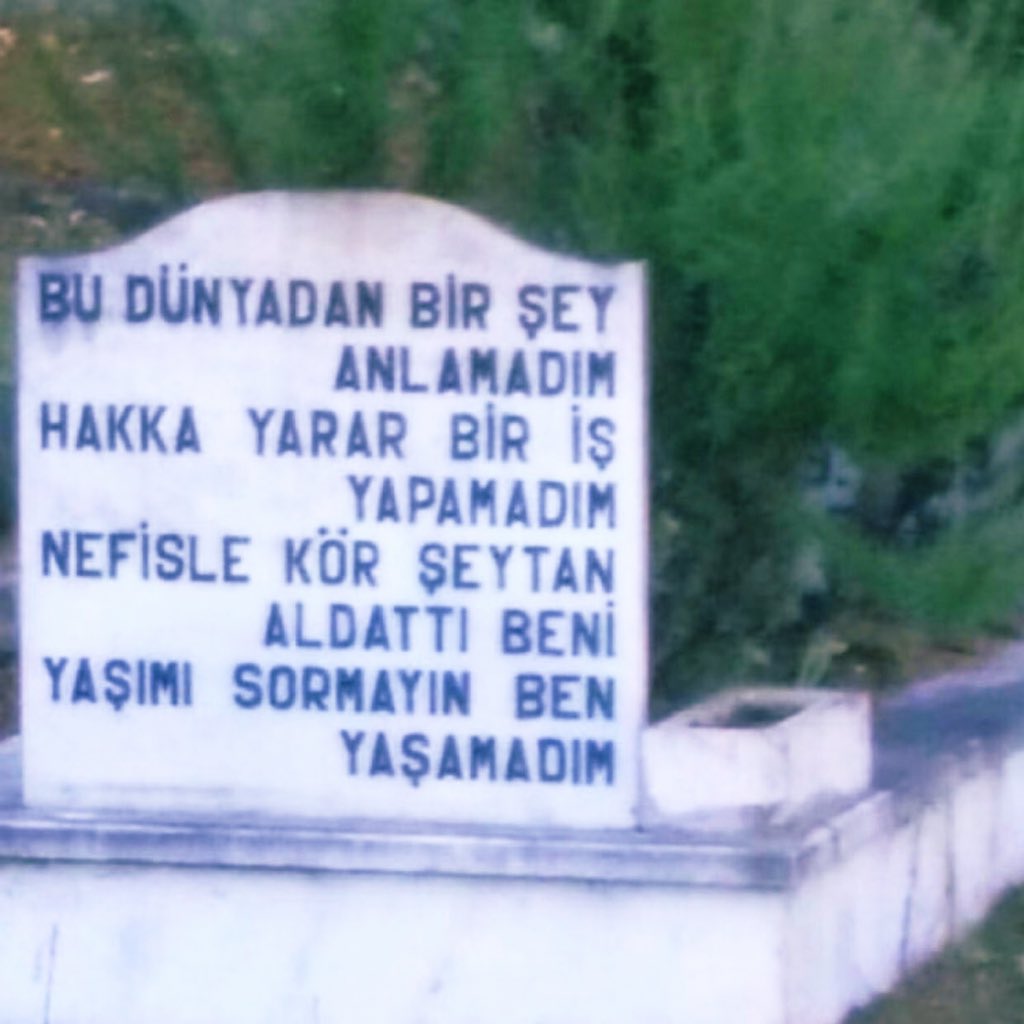 BU DÜNYADAN BİR ŞEY
ANLAMADIM
HAKKA YARAR BİR İŞ
YAPAMADIM
NEFİSLE KÖR ŞEYTAN
ALDATTI BENİ
YAŞIMI SORMAYIN BEN
YAŞAMADIM